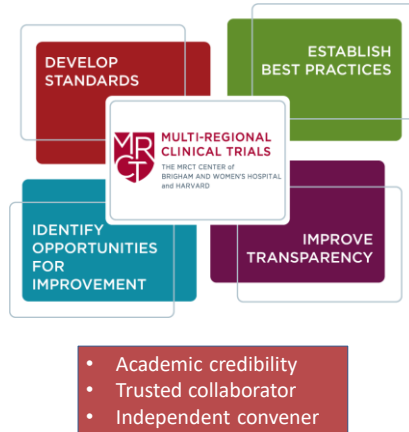 DEVELOP
STANDARDS
ESTABLISH
BEST PRACTICES
MRCT
MULTI-REGIONAL
CLINICAL TRIALS
THE MRCT CENTER of
BRIGHAM AND WOMEN'S HOSPITAL
and HARVARD
IDENTIFY
OPPORTUNITIES
FOR
IMPROVEMENT
IMPROVE
TRANSPARENCY
• Academic credibility
• Trusted collaborator
• Independent convener